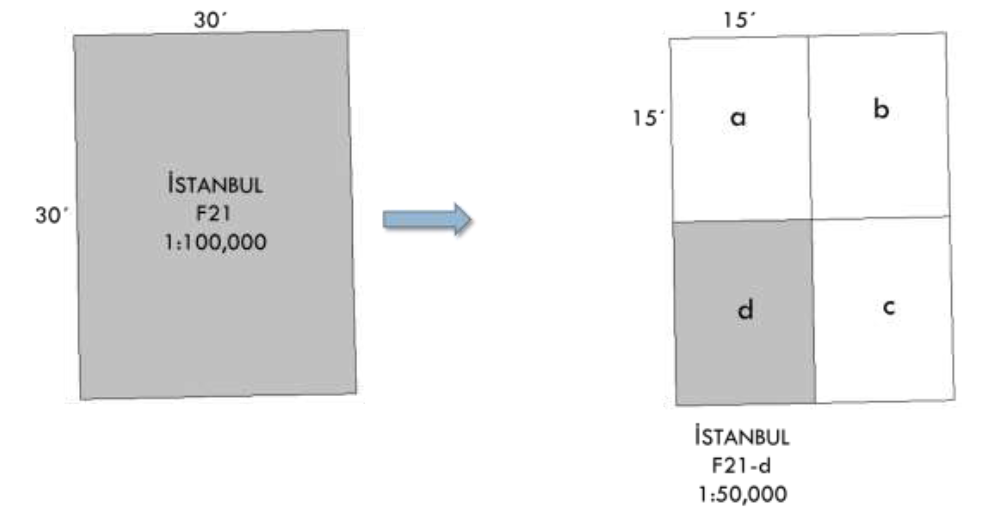 30´
30´
İSTANBUL
F21
1:100,000
15´
15´
a
b
d
c
İSTANBUL
F21-d
1:50,000